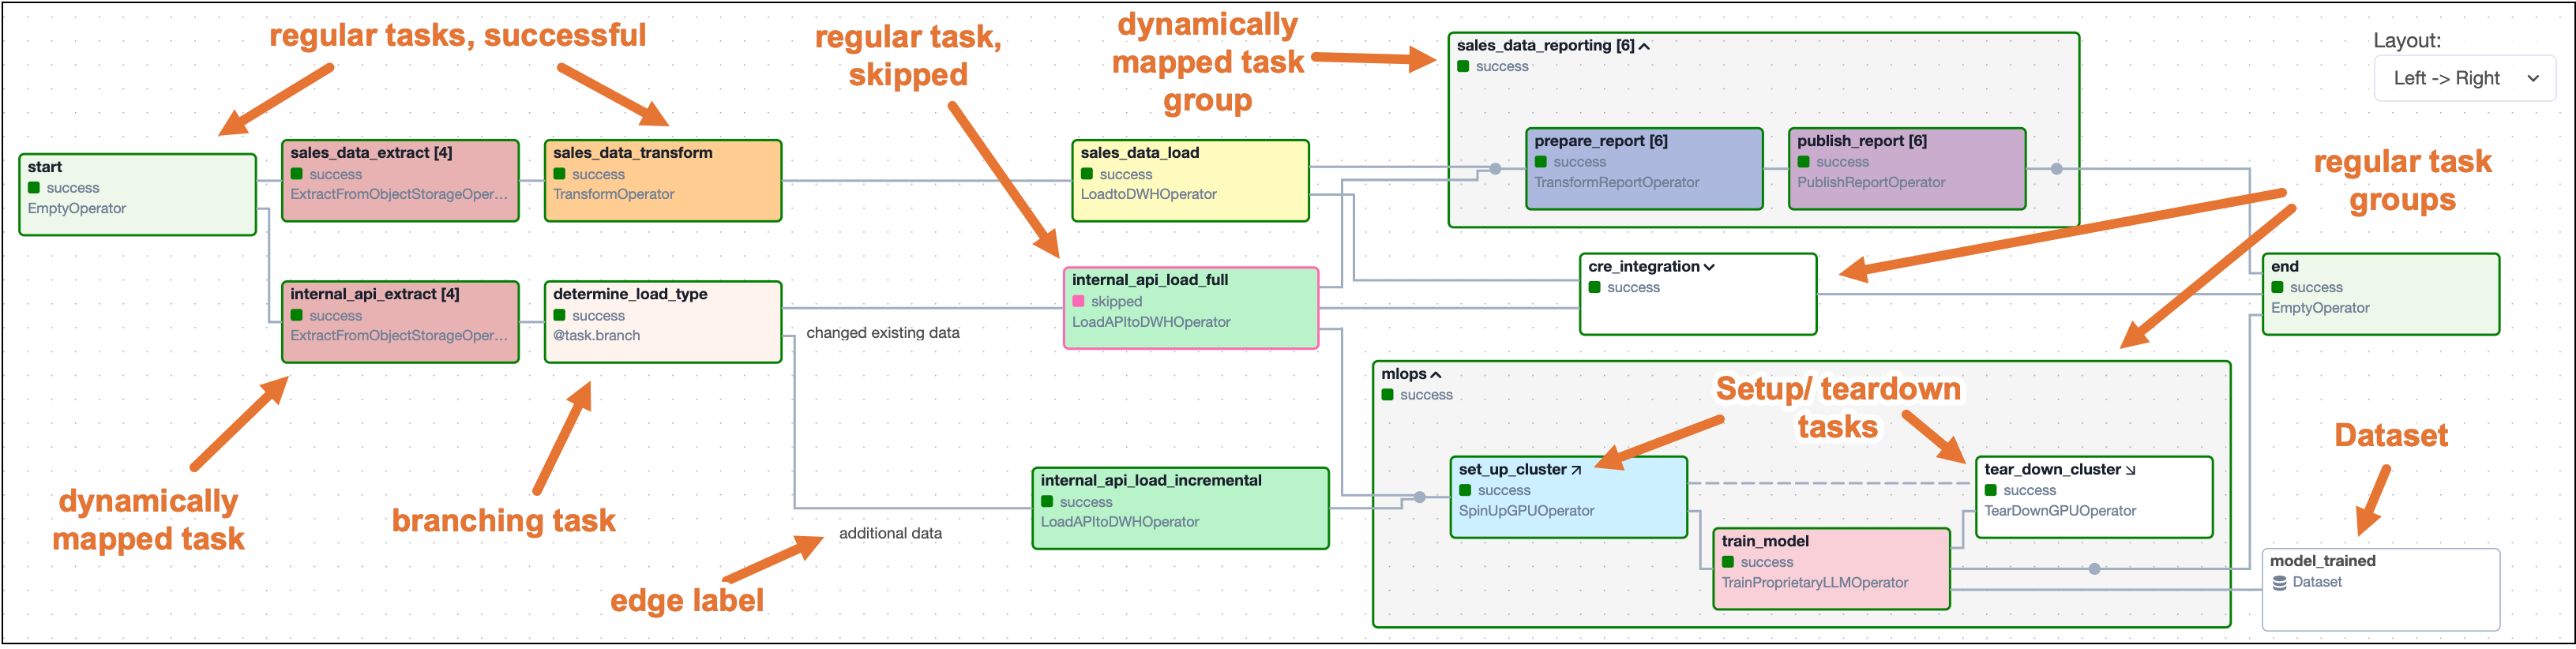 regular tasks, successful
regular task,
skipped
dynamically
mapped task
group
sales_data_reporting [6]
success
Layout:
Left -> Right
start
success
EmptyOperator
sales_data_extract [4]
success
ExtractFromObjectStorageOper...
sales_data_transform
success
TransformOperator
sales_data_load
success
LoadtoDWHOperator
prepare_report [6]
success
TransformReportOperator
publish_report [6]
success
PublishReportOperator
regular task
groups
internal_api_extract [4]
success
ExtractFromObjectStorageOper...
determine_load_type
success
@task.branch
changed existing data
internal_api_load_full
skipped
LoadAPItoDWHOperator
cre_integration
success
end
success
EmptyOperator
mlops
success
Setup/ teardown
tasks
Dataset
dynamically
mapped task
branching task
edge label
additional data
internal_api_load_incremental
success
LoadAPItoDWHOperator
set_up_cluster
success
SpinUpGPUOperator
tear_down_cluster
success
TearDownGPUOperator
train_model
success
TrainProprietaryLLMOperator
model_trained
Dataset